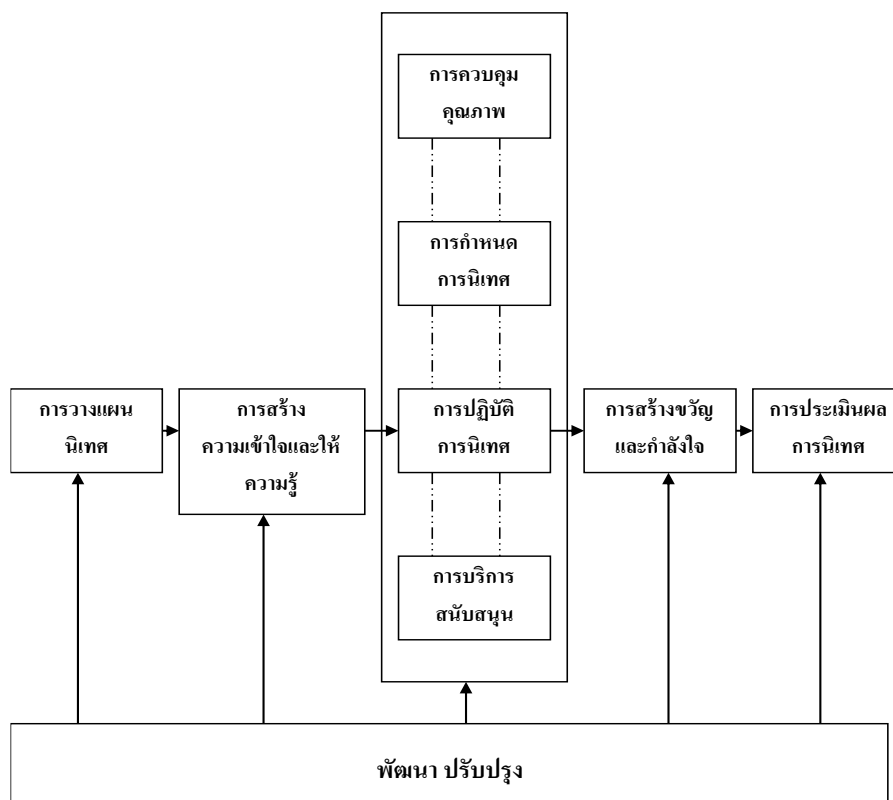 การควบคุม
คุณภาพ
การกำหนด
การนิเทศ
การวางแผน
นิเทศ
การสร้าง
ความเข้าใจและให้
ความรู้
การปฏิบัติ
การนิเทศ
การสร้างขวัญ
และกำลังใจ
การประเมินผล
การนิเทศ
การบริการ
สนับสนุน
พัฒนา ปรับปรุง